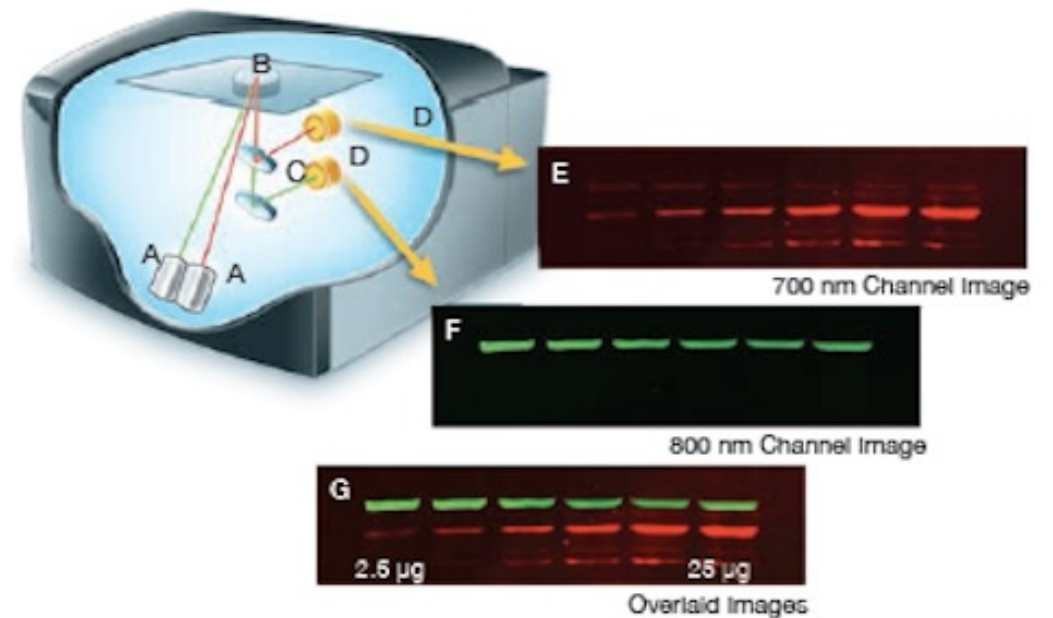 B
D
D
C
A
A
E
700 nm Channel Image
F
800 nm Channel Image
G
2.5 µg
25 µg
Overlaid Images